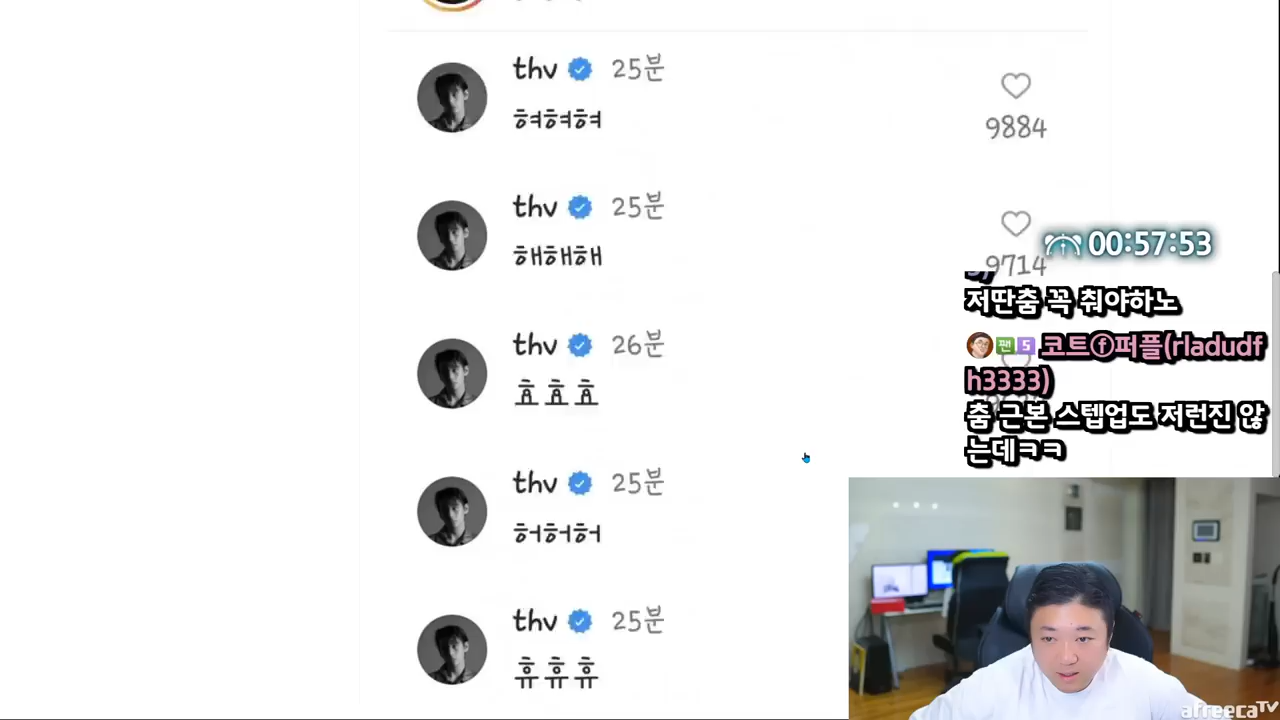 thv 25분
혀혀혀
9884
thv 25분
해해해
9714
00:57:53
저딴춤 꼭 춰야하노
팬 5 코트ⓕ퍼플(rladudf
h3333)
춤 근본 스텝업도 저런진 않
는데ㅋㅋ
thv 26분
효효효
thv 25분
허허허
thv 25분
휴휴휴
afreecaTV